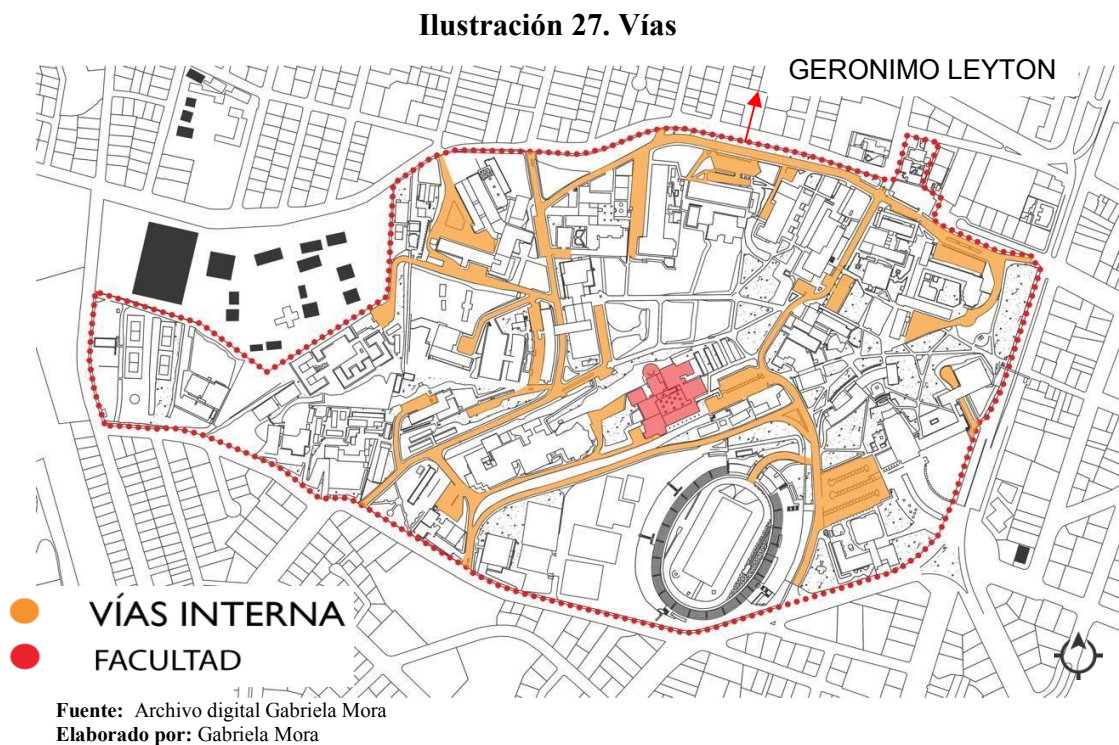 Ilustración 27. Vías
GERONIMO LEYTON
VÍAS INTERNA
FACULTAD
Fuente: Archivo digital Gabriela Mora
Elaborado por: Gabriela Mora